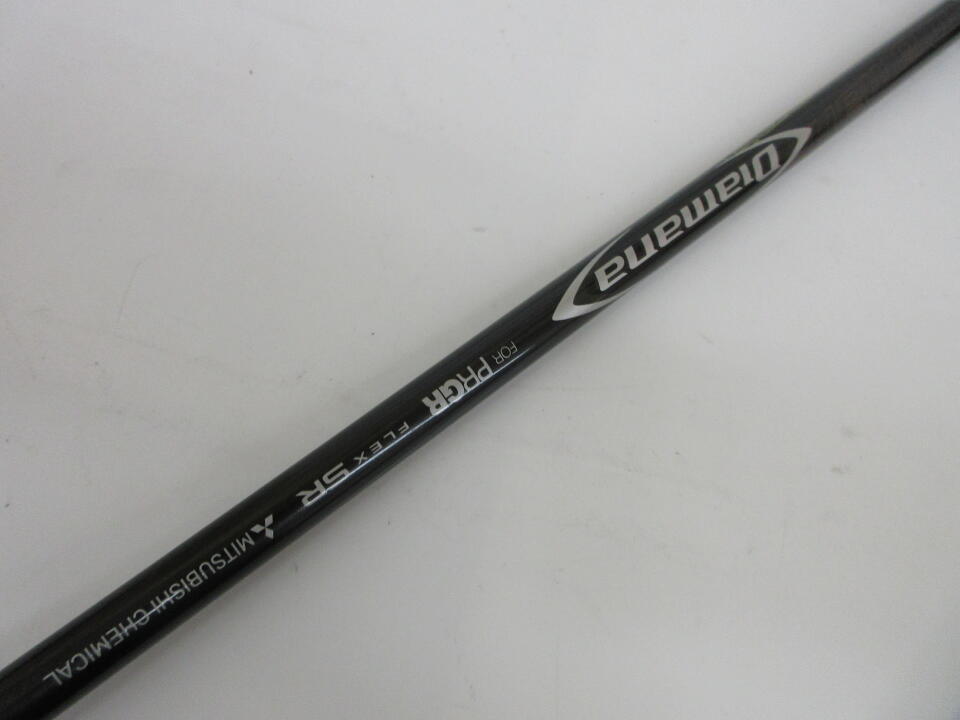 Diamana
FOR PRGR
FLEX SR
MITSUBISHI CHEMICAL